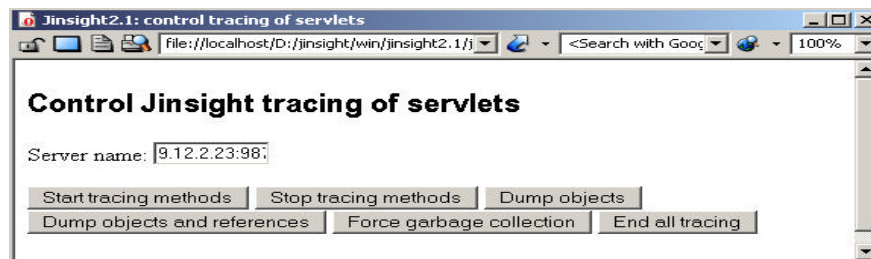 Jinsight2.1: control tracing of servlets
file://localhost/D:/jinsight/win/jinsight2.1/j <Search with Goog 100%
Control Jinsight tracing of servlets
Server name: 9.12.2.23:987
Start tracing methods Stop tracing methods Dump objects
Dump objects and references Force garbage collection End all tracing